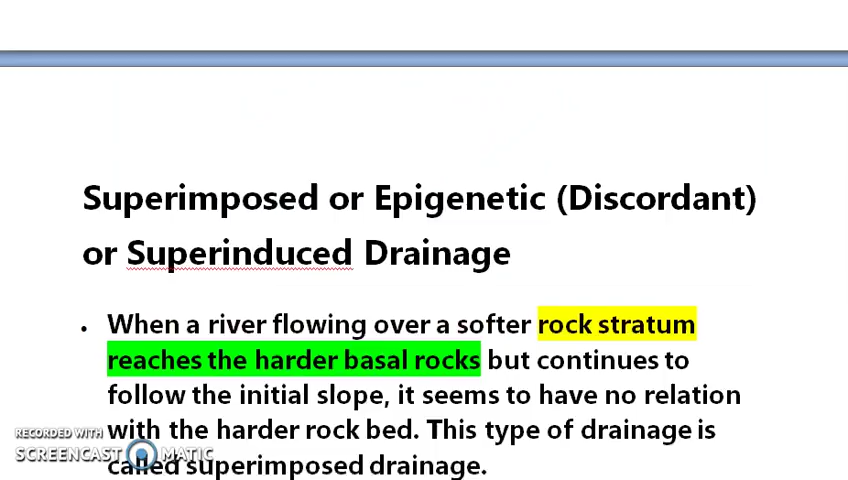 Superimposed or Epigenetic (Discordant)
or Superinduced Drainage
• When a river flowing over a softer rock stratum
reaches the harder basal rocks but continues to
follow the initial slope, it seems to have no relation
with the harder rock bed. This type of drainage is
called superimposed drainage.
RECORDED WITH
SCREENCAST MATIC